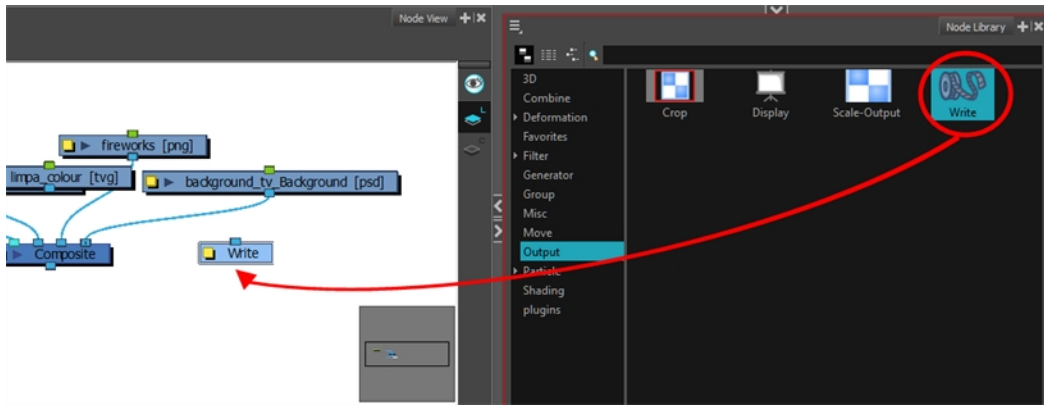 Node View
fireworks [png]
limpa_colour [tvg]
background_tv_Background [psd]
L
C
Composite
Write
Node Library
3D
Combine
Deformation
Favorites
Filter
Generator
Group
Misc
Move
Output
Particle
Shading
plugins
Crop
Display
Scale-Output
Write